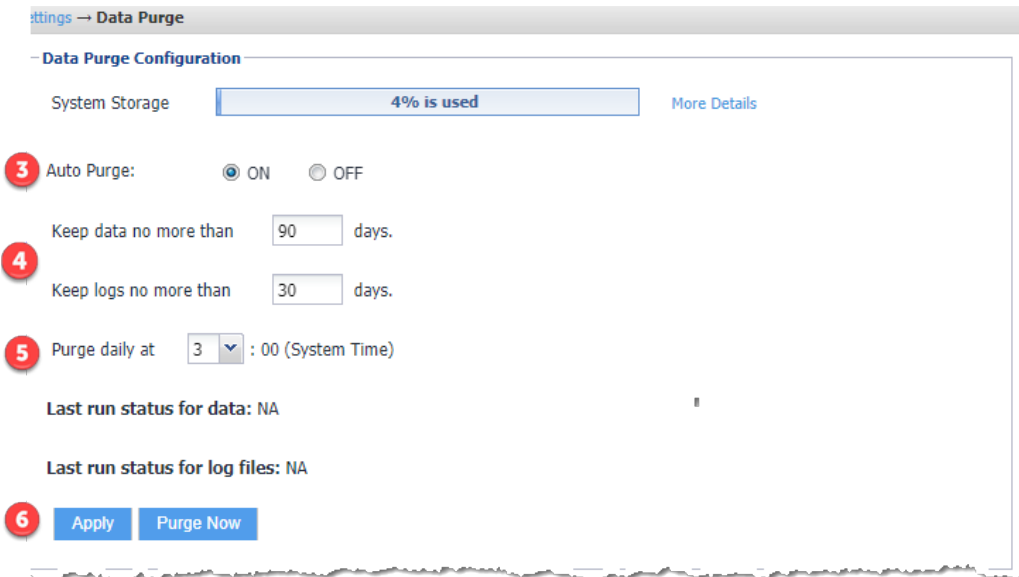 ettings → Data Purge
Data Purge Configuration
System Storage 4% is used More Details
3 Auto Purge: ON OFF
Keep data no more than 90 days.
4
Keep logs no more than 30 days.
5 Purge daily at 3 : 00 (System Time)
Last run status for data: NA
Last run status for log files: NA
6 Apply Purge Now